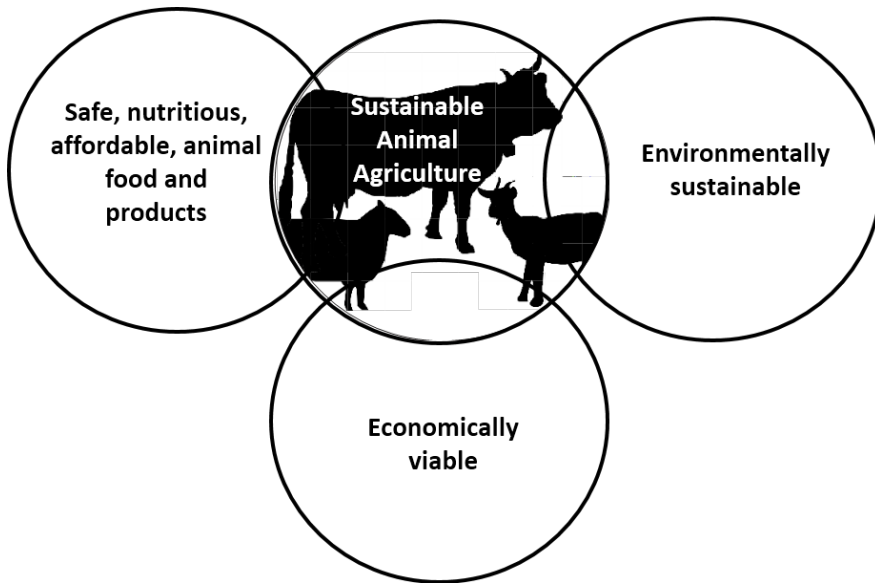 Safe, nutritious,
affordable, animal
food and
products
Sustainable
Animal
Agriculture
Environmentally
sustainable
Economically
viable